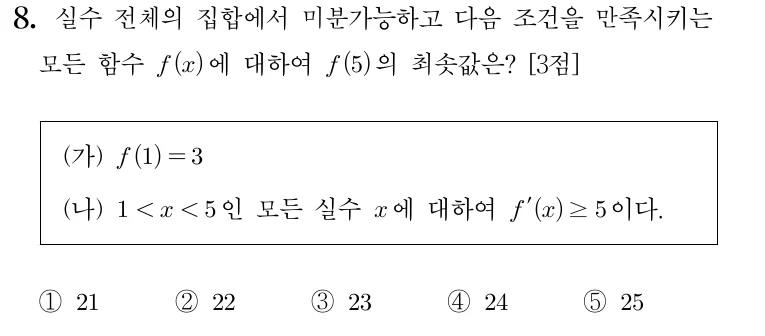 8. 실수 전체의 집합에서 미분가능하고 다음 조건을 만족시키는
모든 함수 f(x)에 대하여 f(5)의 최솟값은? [3점]
(가) f(1)=3
(나) 1<x<5인 모든 실수 x에 대하여 f′(x)≥5이다.
① 21 ② 22 ③ 23 ④ 24 ⑤ 25